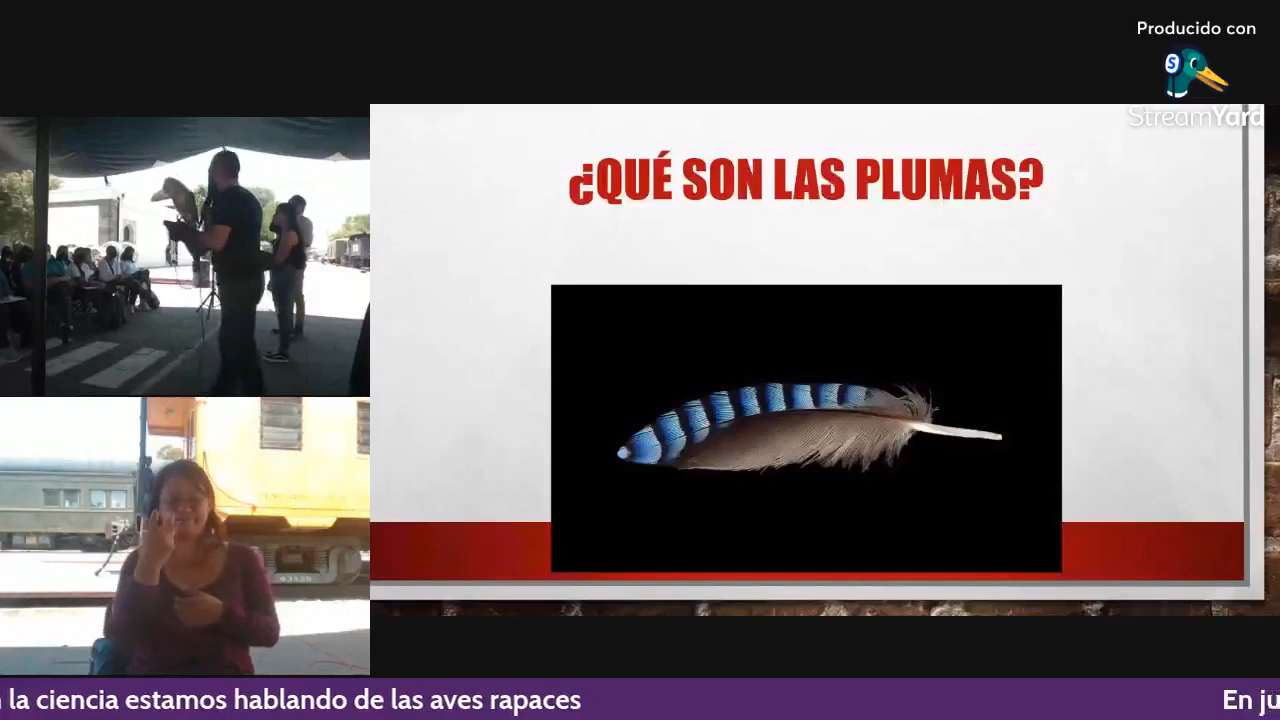 Producido con
S
StreamYard
¿QUÉ SON LAS PLUMAS?
la ciencia estamos hablando de las aves rapaces
En ju